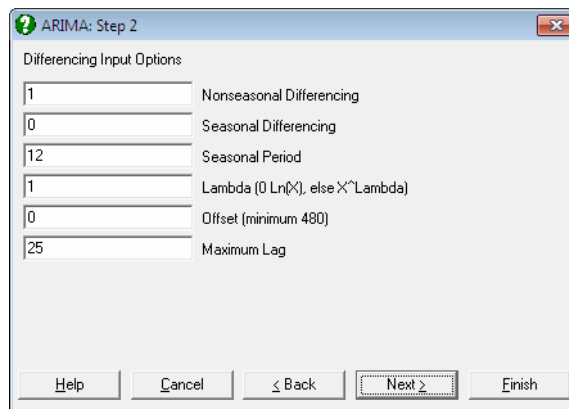 ARIMA: Step 2
Differencing Input Options
1 Nonseasonal Differencing
0 Seasonal Differencing
12 Seasonal Period
1 Lambda (0 Ln(X), else X^Lambda)
0 Offset (minimum 480)
25 Maximum Lag
Help Cancel < Back Next > Finish